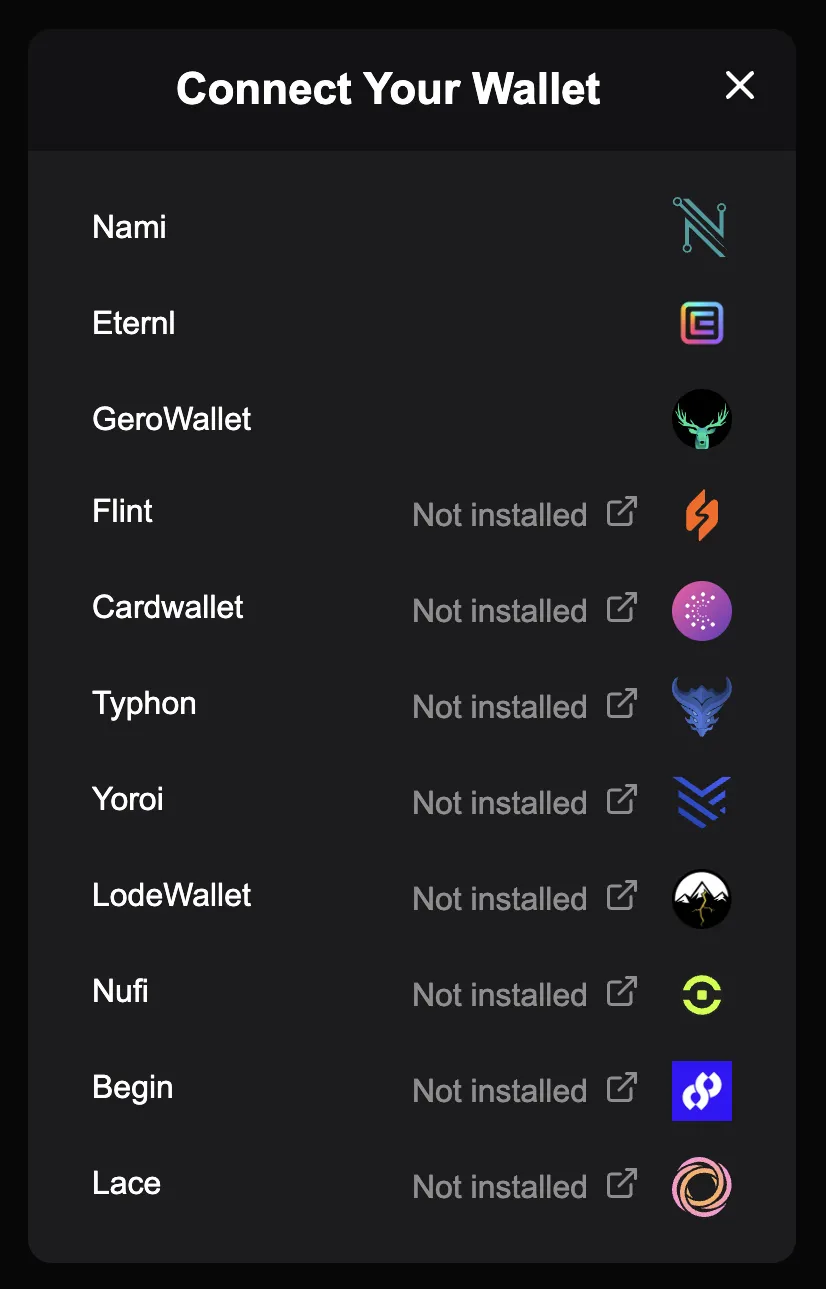 Connect Your Wallet
Nami
Eternl
GeroWallet
Flint Not installed
Cardwallet Not installed
Typhon Not installed
Yoroi Not installed
LodeWallet Not installed
Nufi Not installed
Begin Not installed
Lace Not installed